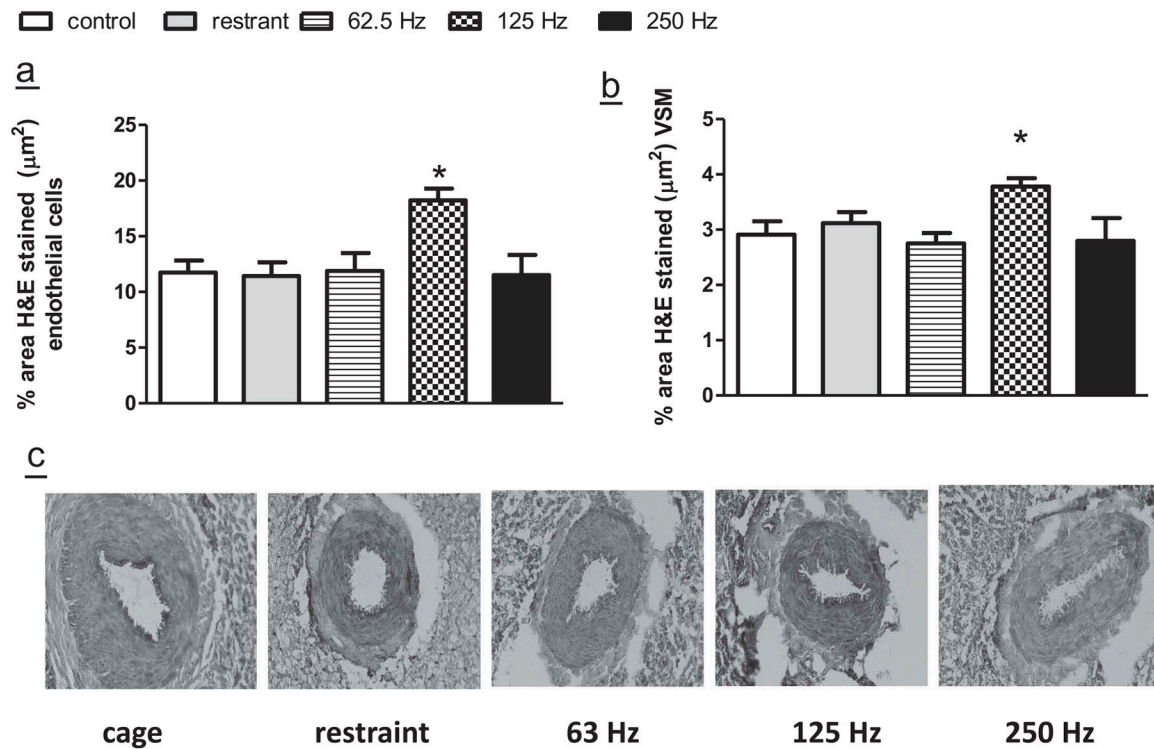 control restrant 62.5 Hz 125 Hz 250 Hz
a
% area H&E stained (μm²)
endothelial cells
25
20
15
10
5
0
*
b
% area H&E stained (μm²) VSM
5
4
3
2
1
0
*
c
cage restraint 63 Hz 125 Hz 250 Hz